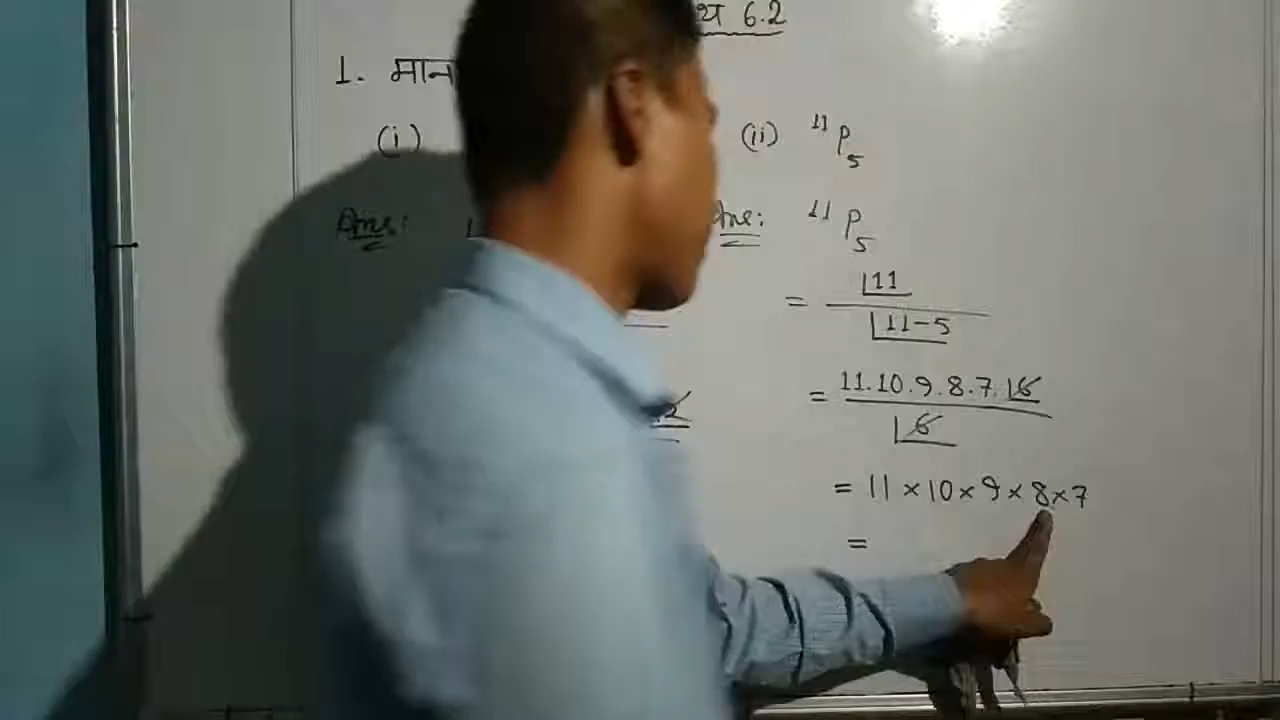 6.2
1. मान
(i) (ii) ¹¹P₅
Ans: Ans: ¹¹P₅
= |11 / |11-5
= 11.10.9.8.7.|6 / |6
= 11 × 10 × 9 × 8 × 7
=